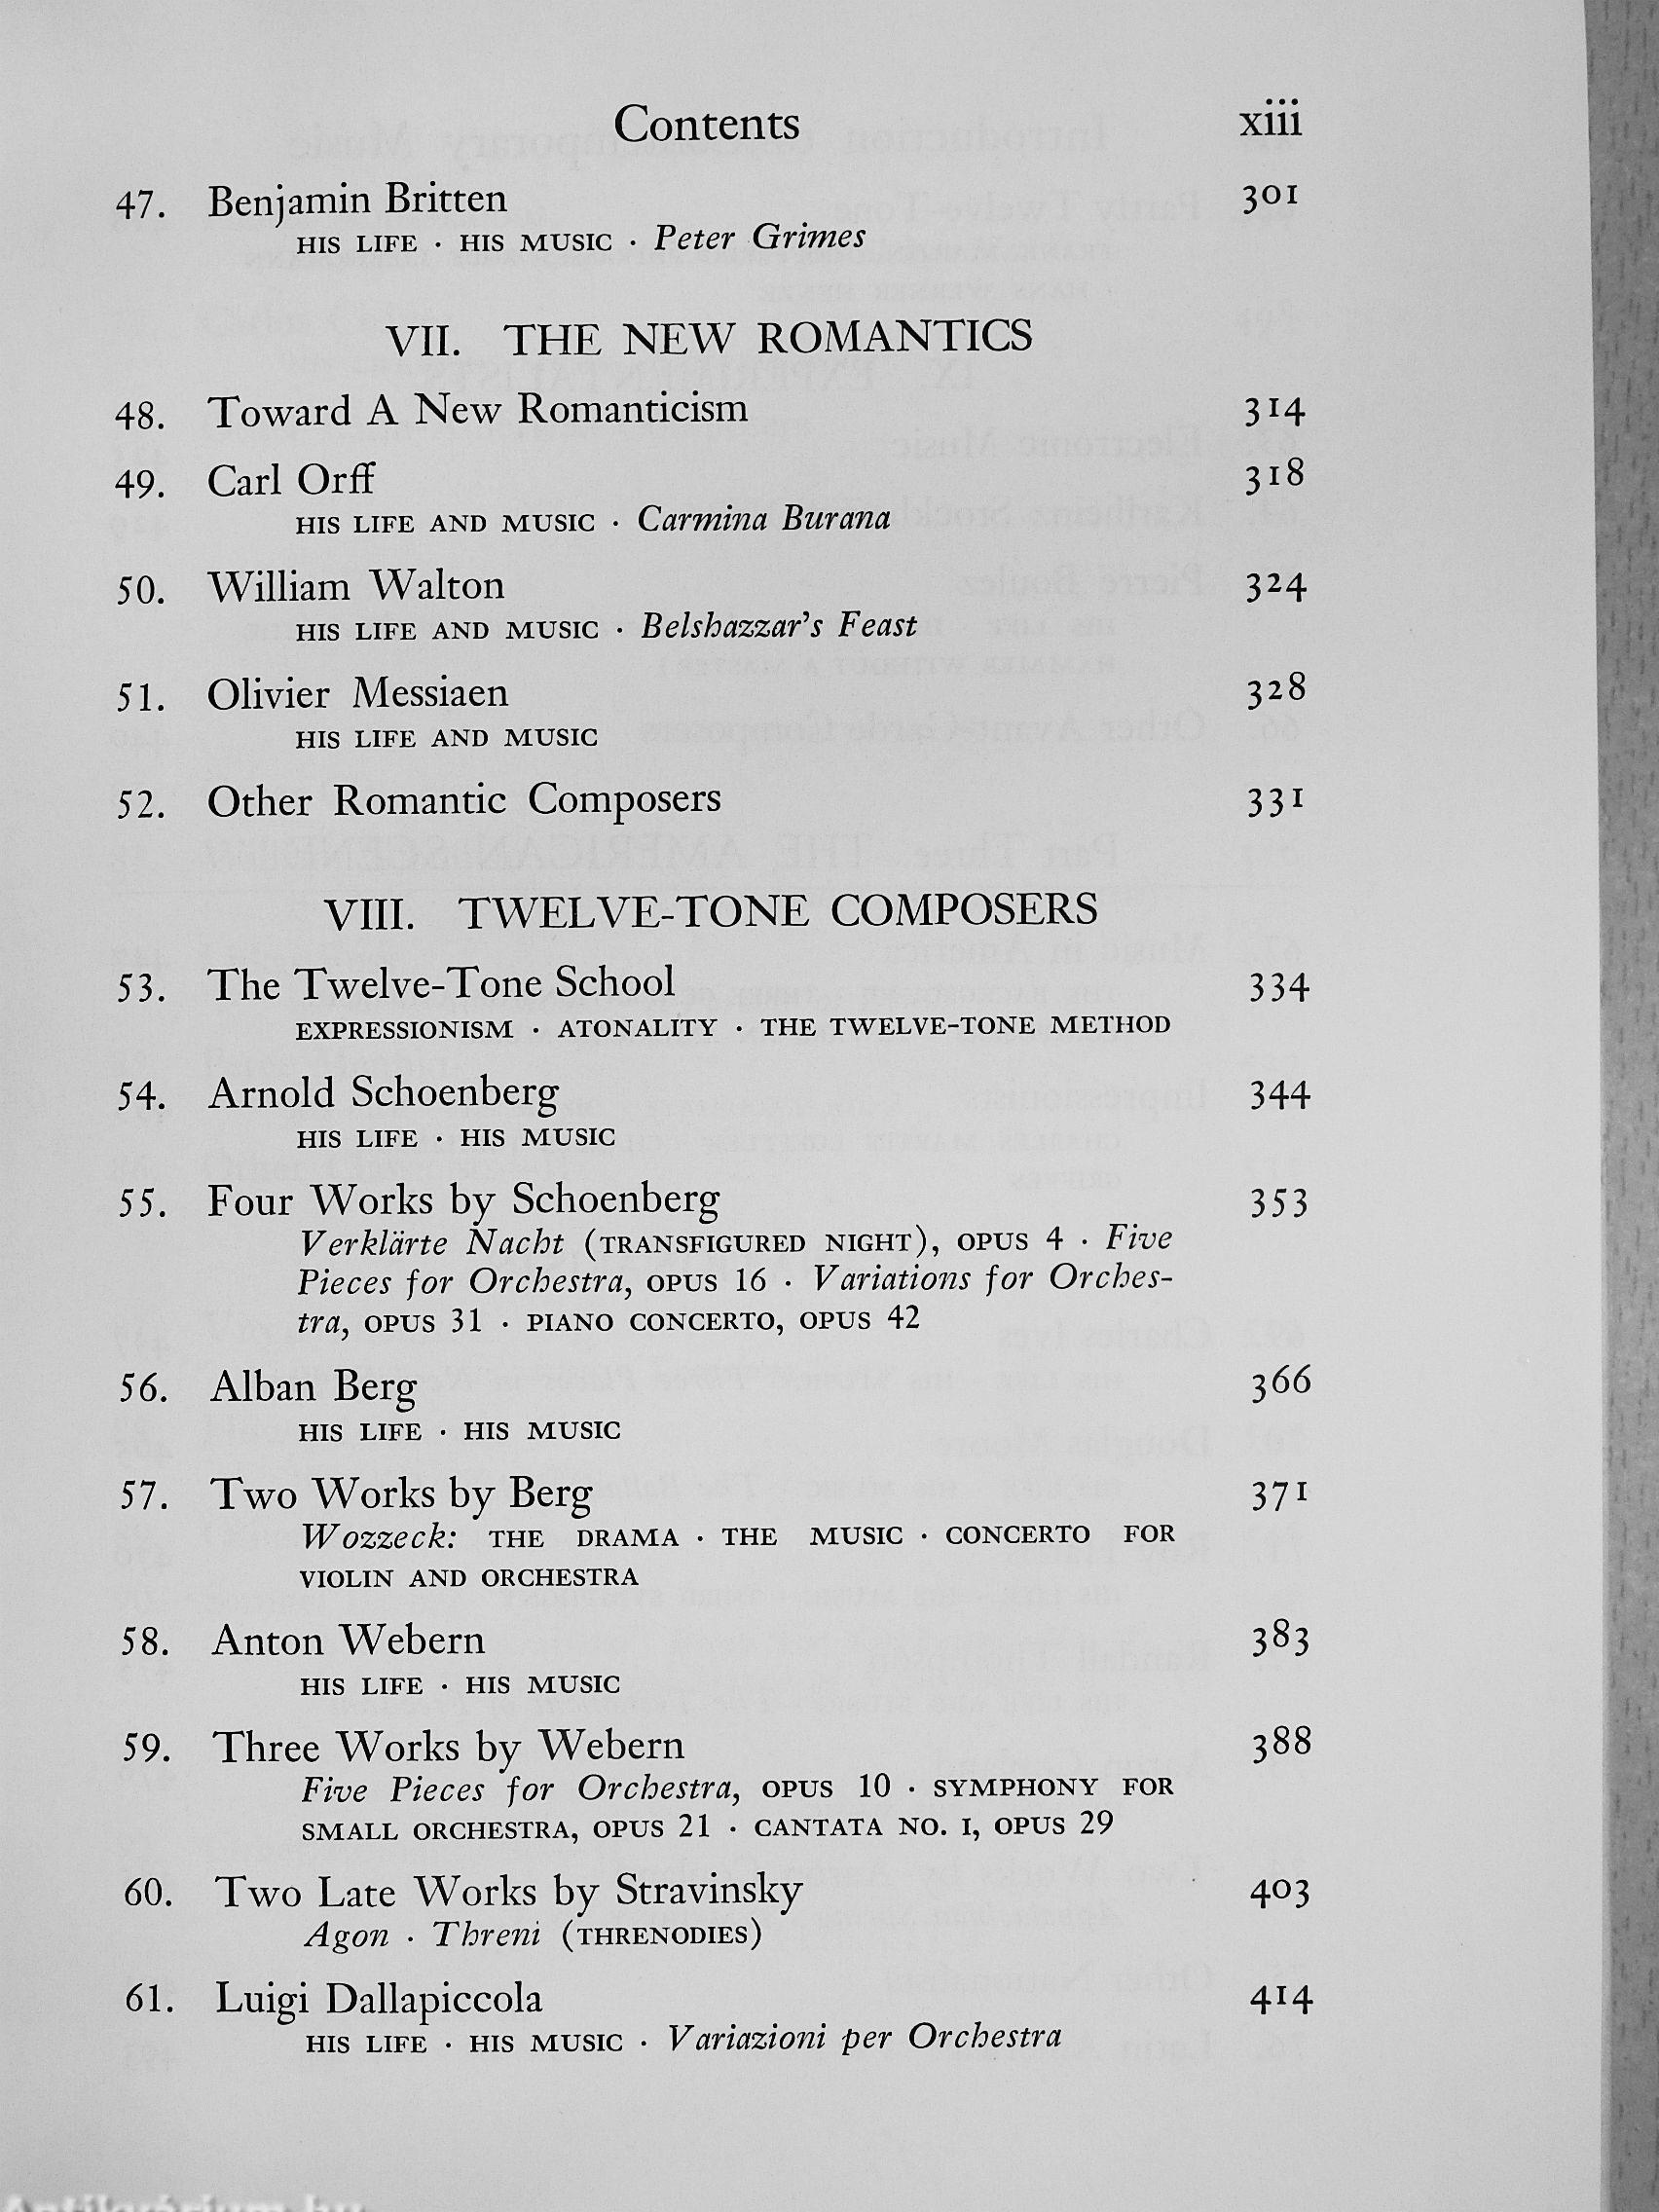 Contents xiii
47. Benjamin Britten 301
HIS LIFE · HIS MUSIC · Peter Grimes
VII. THE NEW ROMANTICS
48. Toward A New Romanticism 314
49. Carl Orff 318
HIS LIFE AND MUSIC · Carmina Burana
50. William Walton 324
HIS LIFE AND MUSIC · Belshazzar's Feast
51. Olivier Messiaen 328
HIS LIFE AND MUSIC
52. Other Romantic Composers 331
VIII. TWELVE-TONE COMPOSERS
53. The Twelve-Tone School 334
EXPRESSIONISM · ATONALITY · THE TWELVE-TONE METHOD
54. Arnold Schoenberg 344
HIS LIFE · HIS MUSIC
55. Four Works by Schoenberg 353
Verklärte Nacht (TRANSFIGURED NIGHT), OPUS 4 · Five
Pieces for Orchestra, OPUS 16 · Variations for Orches-
tra, OPUS 31 · PIANO CONCERTO, OPUS 42
56. Alban Berg 366
HIS LIFE · HIS MUSIC
57. Two Works by Berg 371
Wozzeck: THE DRAMA · THE MUSIC · CONCERTO FOR
VIOLIN AND ORCHESTRA
58. Anton Webern 383
HIS LIFE · HIS MUSIC
59. Three Works by Webern 388
Five Pieces for Orchestra, OPUS 10 · SYMPHONY FOR
SMALL ORCHESTRA, OPUS 21 · CANTATA NO. I, OPUS 29
60. Two Late Works by Stravinsky 403
Agon · Threni (THRENODIES)
61. Luigi Dallapiccola 414
HIS LIFE · HIS MUSIC · Variazioni per Orchestra